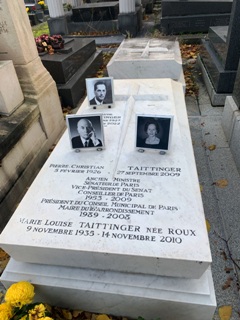 PIERRE-CHRISTIAN TAITTINGER
5 FÉVRIER 1926 - 27 SEPTEMBRE 2009
ANCIEN MINISTRE
SÉNATEUR DE PARIS
VICE-PRÉSIDENT DU SÉNAT
CONSEILLER DE PARIS
1953 - 2009
PRÉSIDENT DU CONSEIL MUNICIPAL DE PARIS
MAIRE DU ARRONDISSEMENT
1989 - 2008
MARIE LOUISE TAITTINGER NÉE ROUX
9 NOVEMBRE 1935 - 14 NOVEMBRE 2010